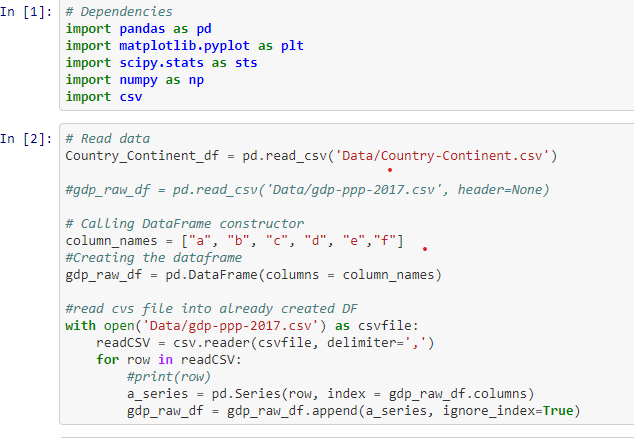 In [1]: # Dependencies
import pandas as pd
import matplotlib.pyplot as plt
import scipy.stats as sts
import numpy as np
import csv
In [2]: # Read data
Country_Continent_df = pd.read_csv('Data/Country-Continent.csv')
#gdp_raw_df = pd.read_csv('Data/gdp-ppp-2017.csv', header=None)
# Calling DataFrame constructor
column_names = ["a", "b", "c", "d", "e","f"]
#Creating the dataframe
gdp_raw_df = pd.DataFrame(columns = column_names)
#read cvs file into already created DF
with open('Data/gdp-ppp-2017.csv') as csvfile:
    readCSV = csv.reader(csvfile, delimiter=',')
    for row in readCSV:
        #print(row)
        a_series = pd.Series(row, index = gdp_raw_df.columns)
        gdp_raw_df = gdp_raw_df.append(a_series, ignore_index=True)